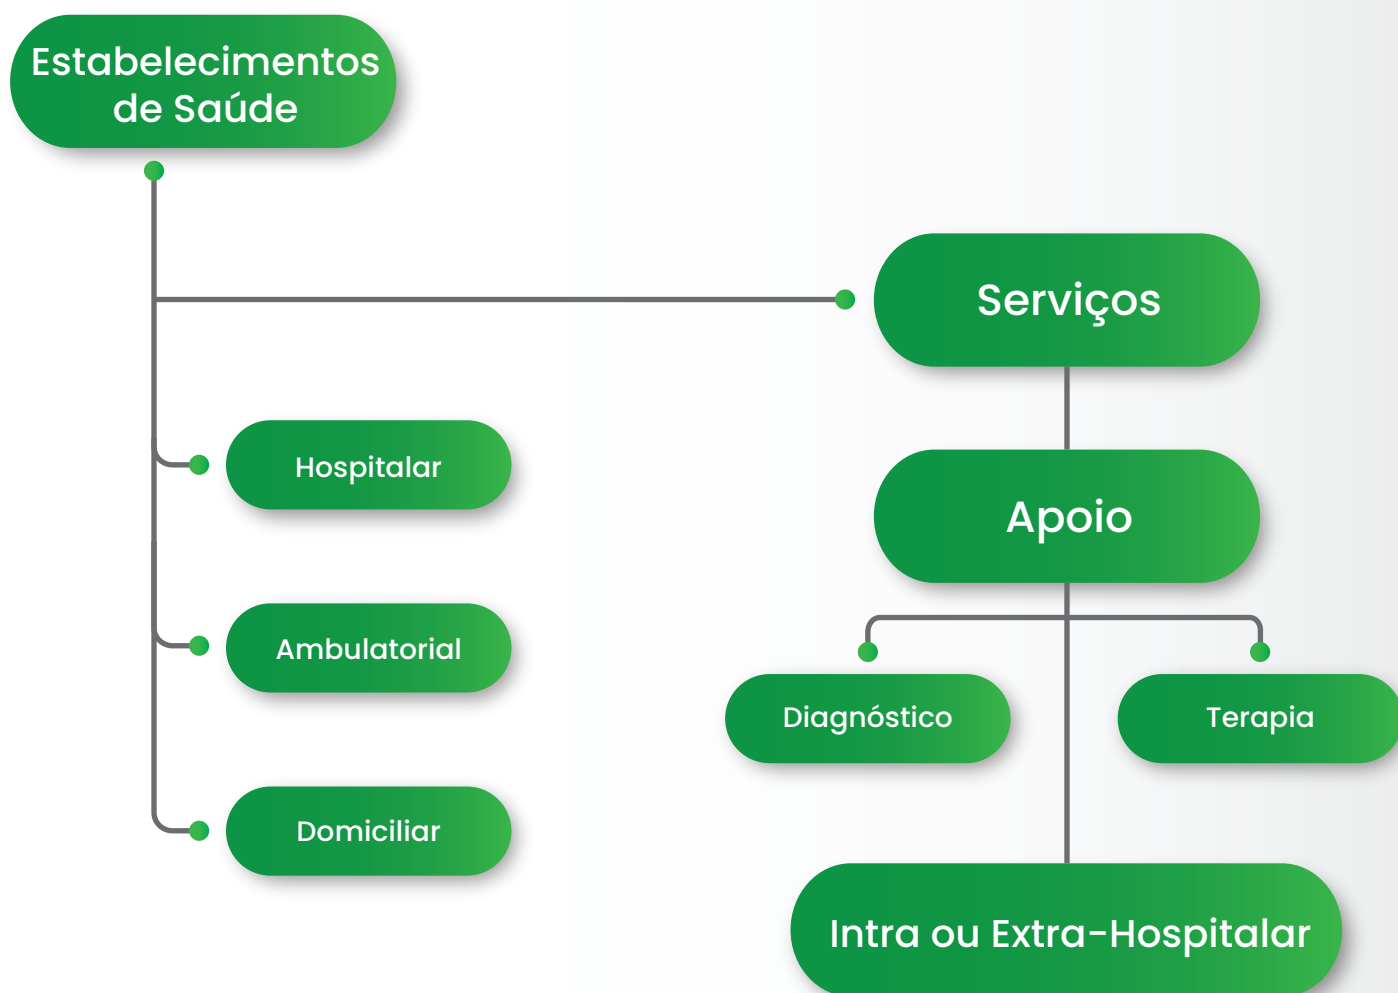 Estabelecimentos
de Saúde
Serviços
Hospitalar
Apoio
Ambulatorial
Diagnóstico
Terapia
Domiciliar
Intra ou Extra-Hospitalar